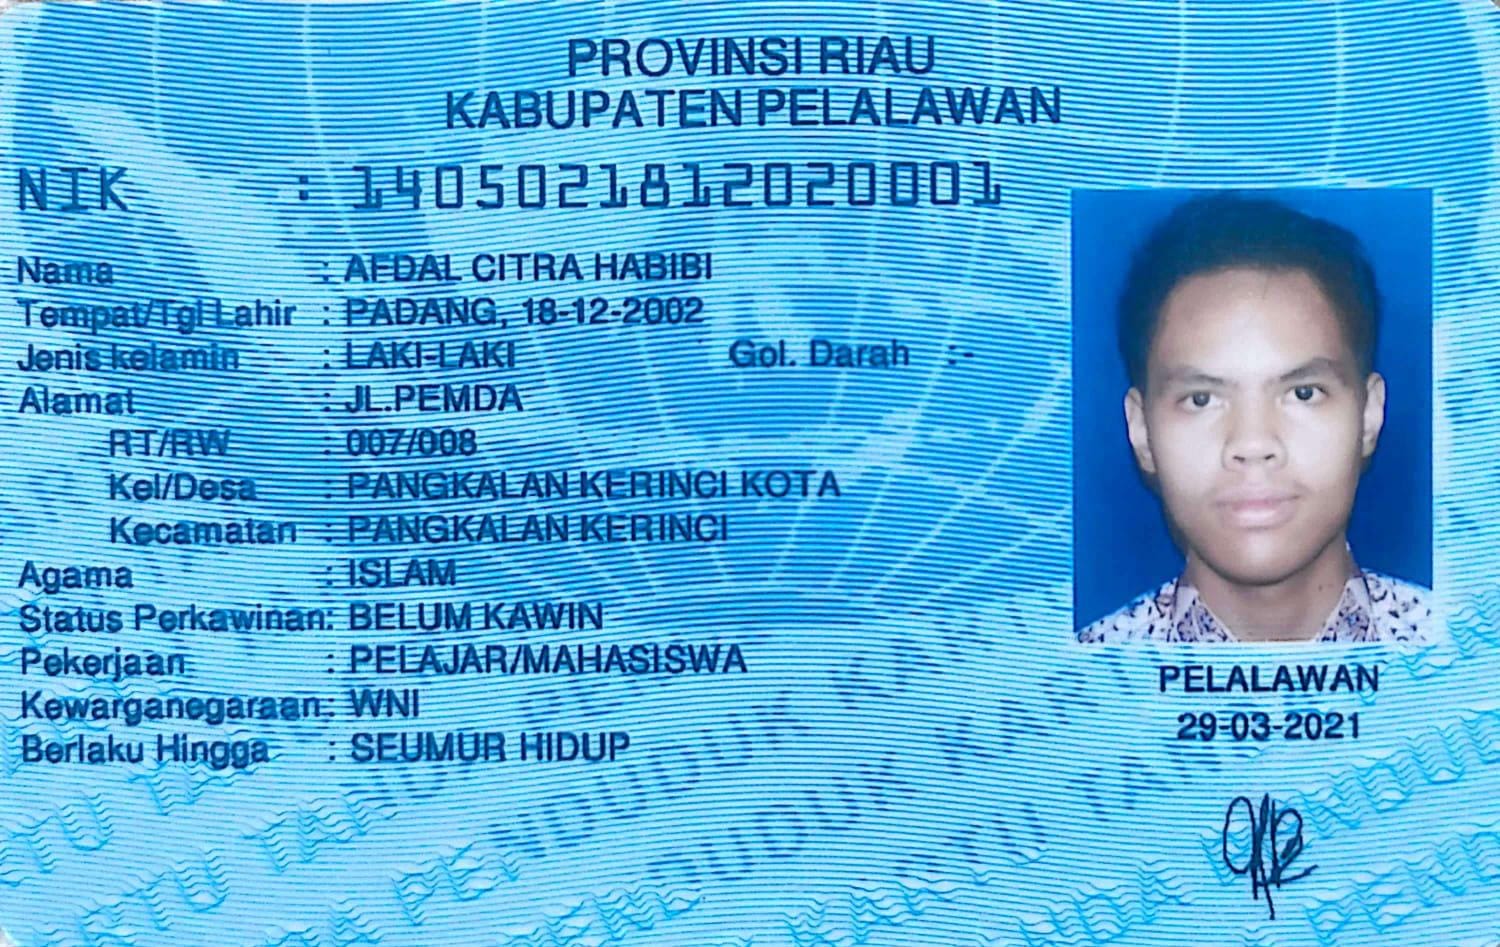 PROVINSI RIAU
KABUPATEN PELALAWAN
NIK : 1405021812020001
Nama : AFDAL CITRA HABIBI
Tempat/Tgl Lahir : PADANG, 18-12-2002
Jenis kelamin : LAKI-LAKI Gol. Darah :-
Alamat : JL.PEMDA
RT/RW : 007/008
Kel/Desa : PANGKALAN KERINCI KOTA
Kecamatan : PANGKALAN KERINCI
Agama : ISLAM
Status Perkawinan: BELUM KAWIN
Pekerjaan : PELAJAR/MAHASISWA
Kewarganegaraan: WNI
Berlaku Hingga : SEUMUR HIDUP
PELALAWAN
29-03-2021